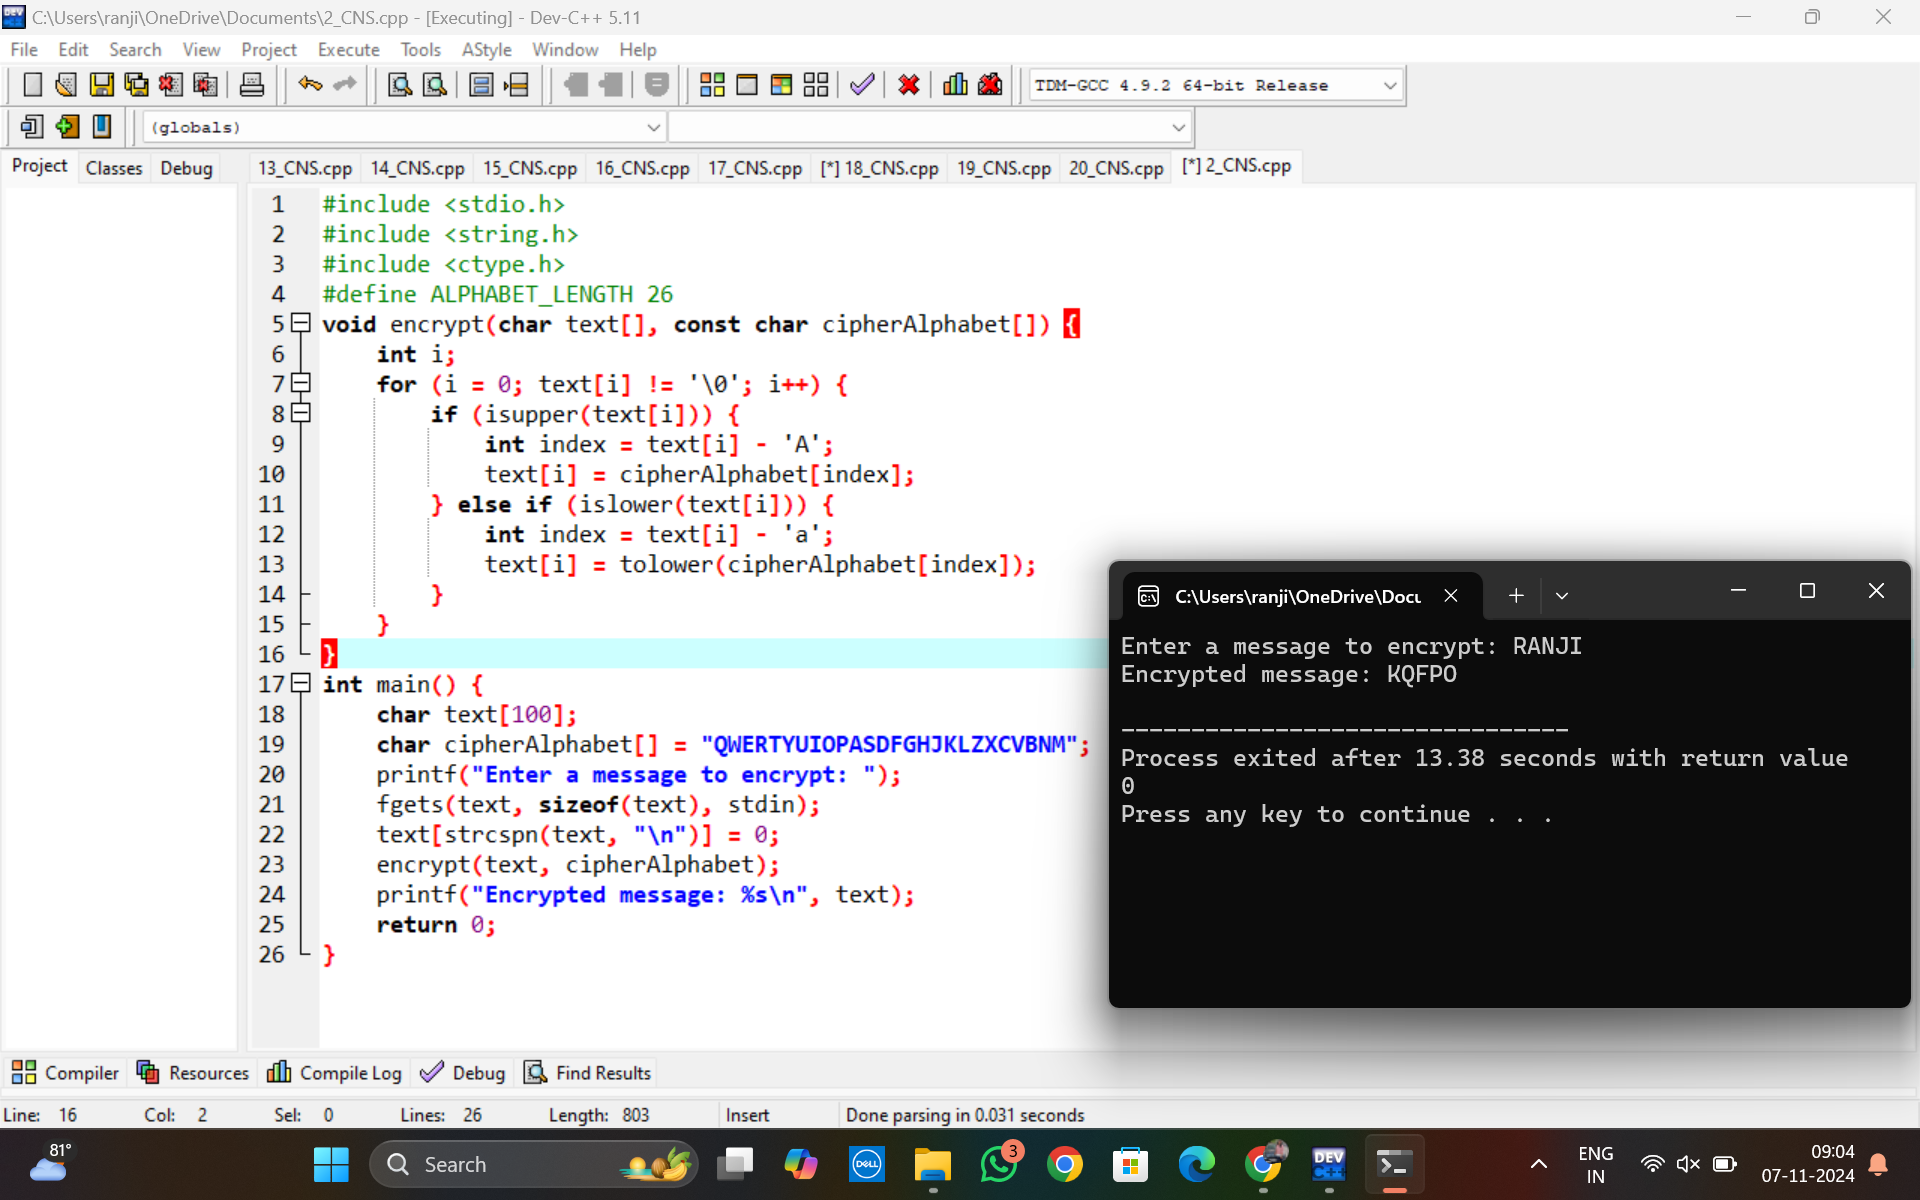 C:\Users\ranji\OneDrive\Documents\2_CNS.cpp - [Executing] - Dev-C++ 5.11
File Edit Search View Project Execute Tools AStyle Window Help
TDM-GCC 4.9.2 64-bit Release
(globals)
Project Classes Debug
13_CNS.cpp 14_CNS.cpp 15_CNS.cpp 16_CNS.cpp 17_CNS.cpp [*] 18_CNS.cpp 19_CNS.cpp 20_CNS.cpp [*] 2_CNS.cpp
1 #include <stdio.h>
2 #include <string.h>
3 #include <ctype.h>
4 #define ALPHABET_LENGTH 26
5 void encrypt(char text[], const char cipherAlphabet[]) {
6     int i;
7     for (i = 0; text[i] != '\0'; i++) {
8         if (isupper(text[i])) {
9             int index = text[i] - 'A';
10             text[i] = cipherAlphabet[index];
11         } else if (islower(text[i])) {
12             int index = text[i] - 'a';
13             text[i] = tolower(cipherAlphabet[index]);
14         }
15     }
16 }
17 int main() {
18     char text[100];
19     char cipherAlphabet[] = "QWERTYUIOPASDFGHJKLZXCVBNM";
20     printf("Enter a message to encrypt: ");
21     fgets(text, sizeof(text), stdin);
22     text[strcspn(text, "\n")] = 0;
23     encrypt(text, cipherAlphabet);
24     printf("Encrypted message: %s\n", text);
25     return 0;
26 }
C:\Users\ranji\OneDrive\Docu
Enter a message to encrypt: RANJI
Encrypted message: KQFPO
--------------------------------
Process exited after 13.38 seconds with return value
0
Press any key to continue . . .
Compiler Resources Compile Log Debug Find Results
Line: 16 Col: 2 Sel: 0 Lines: 26 Length: 803 Insert Done parsing in 0.031 seconds
81°
Search
DELL
3
DEV
C++
ENG
IN
09:04
07-11-2024